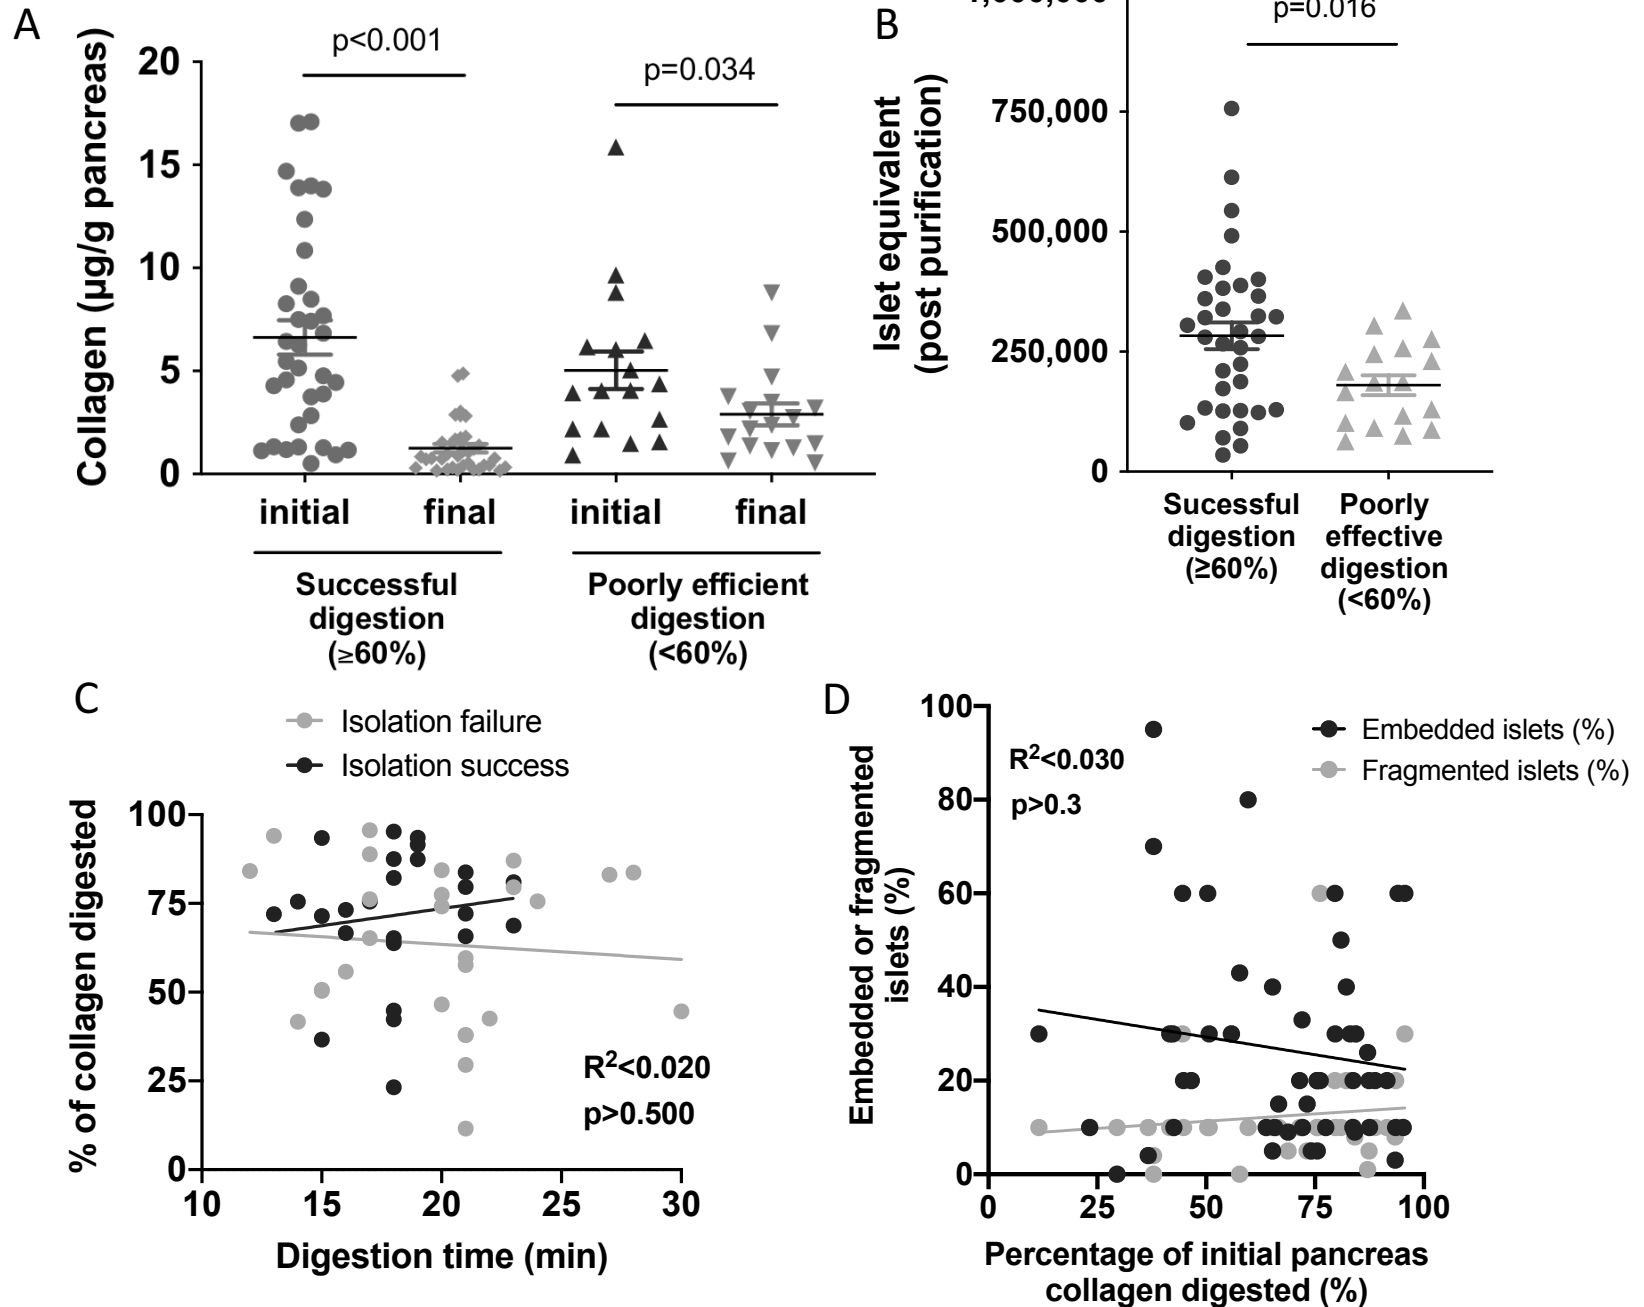 A
Collagen (µg/g pancreas)
20
15
10
5
0
p<0.001
p=0.034
initial
final
initial
final
Successful
digestion
(≥60%)
Poorly efficient
digestion
(<60%)
B
Islet equivalent
(post purification)
p=0.016
750,000
500,000
250,000
0
Sucessful
digestion
(≥60%)
Poorly
effective
digestion
(<60%)
C
Isolation failure
Isolation success
% of collagen digested
100
75
50
25
0
R²<0.020
p>0.500
10
15
20
25
30
Digestion time (min)
D
Embedded or fragmented
islets (%)
100
80
60
40
20
0
R²<0.030
p>0.3
Embedded islets (%)
Fragmented islets (%)
0
25
50
75
100
Percentage of initial pancreas
collagen digested (%)